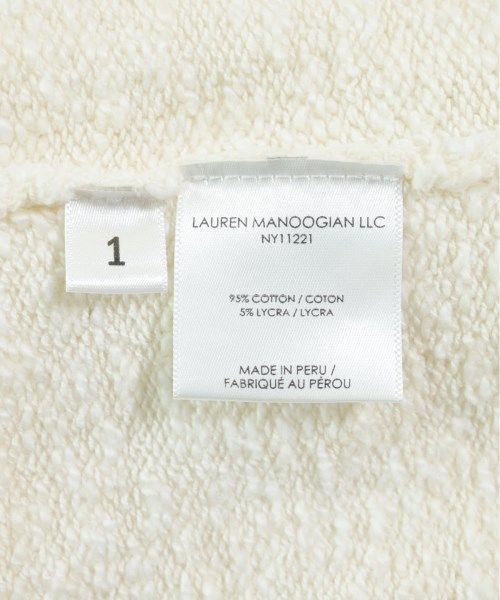 1
LAUREN MANOOGIAN LLC
NY11221
95% COTTON / COTON
5% LYCRA / LYCRA
MADE IN PERU /
FABRIQUÉ AU PÉROU